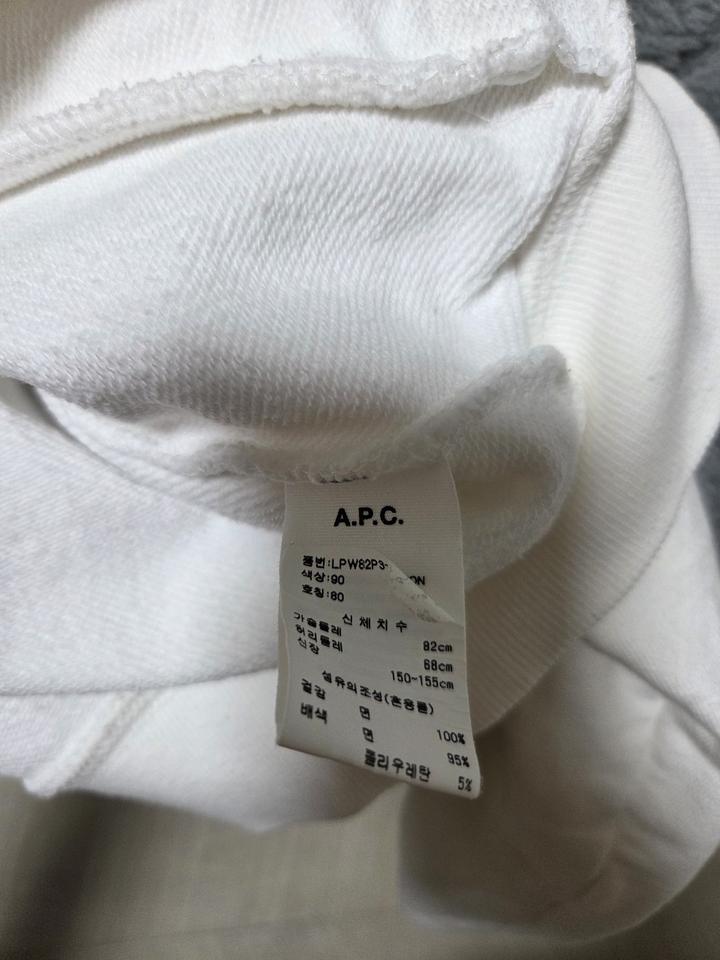 A.P.C.
품번:LPW82P3-
색상:90
호칭:80
신체치수
가슴둘레 82cm
허리둘레 68cm
신장 150~155cm
섬유의조성(혼용률)
겉감 면 100%
배색 면 95%
폴리우레탄 5%